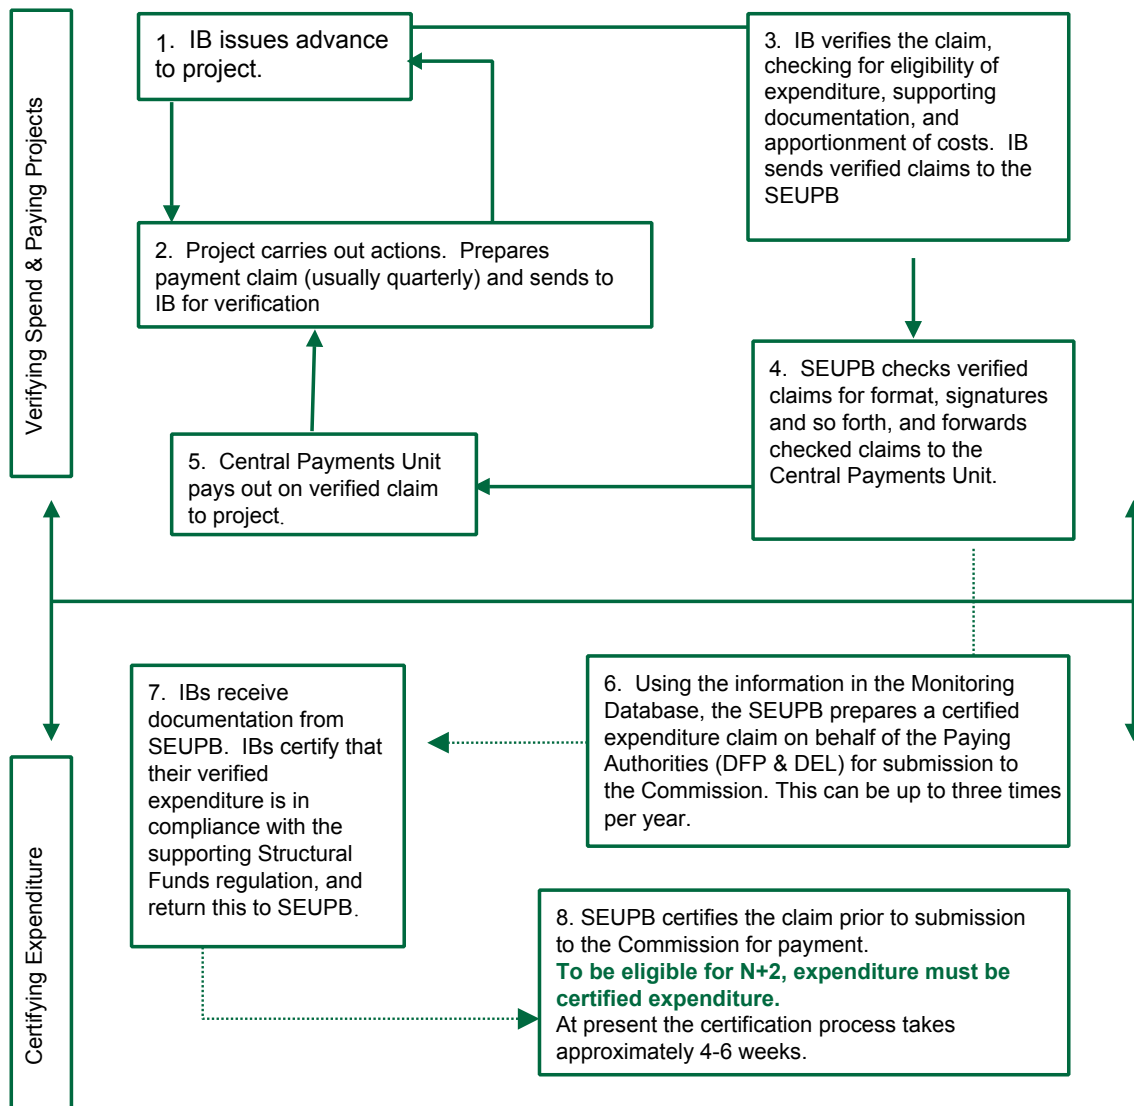 Verifying Spend & Paying Projects
1. IB issues advance
to project.
2. Project carries out actions. Prepares
payment claim (usually quarterly) and sends to
IB for verification
3. IB verifies the claim,
checking for eligibility of
expenditure, supporting
documentation, and
apportionment of costs. IB
sends verified claims to the
SEUPB
4. SEUPB checks verified
claims for format, signatures
and so forth, and forwards
checked claims to the
Central Payments Unit.
5. Central Payments Unit
pays out on verified claim
to project.
Certifying Expenditure
6. Using the information in the Monitoring
Database, the SEUPB prepares a certified
expenditure claim on behalf of the Paying
Authorities (DFP & DEL) for submission to
the Commission. This can be up to three times
per year.
7. IBs receive
documentation from
SEUPB. IBs certify that
their verified
expenditure is in
compliance with the
supporting Structural
Funds regulation, and
return this to SEUPB.
8. SEUPB certifies the claim prior to submission
to the Commission for payment.
To be eligible for N+2, expenditure must be
certified expenditure.
At present the certification process takes
approximately 4-6 weeks.